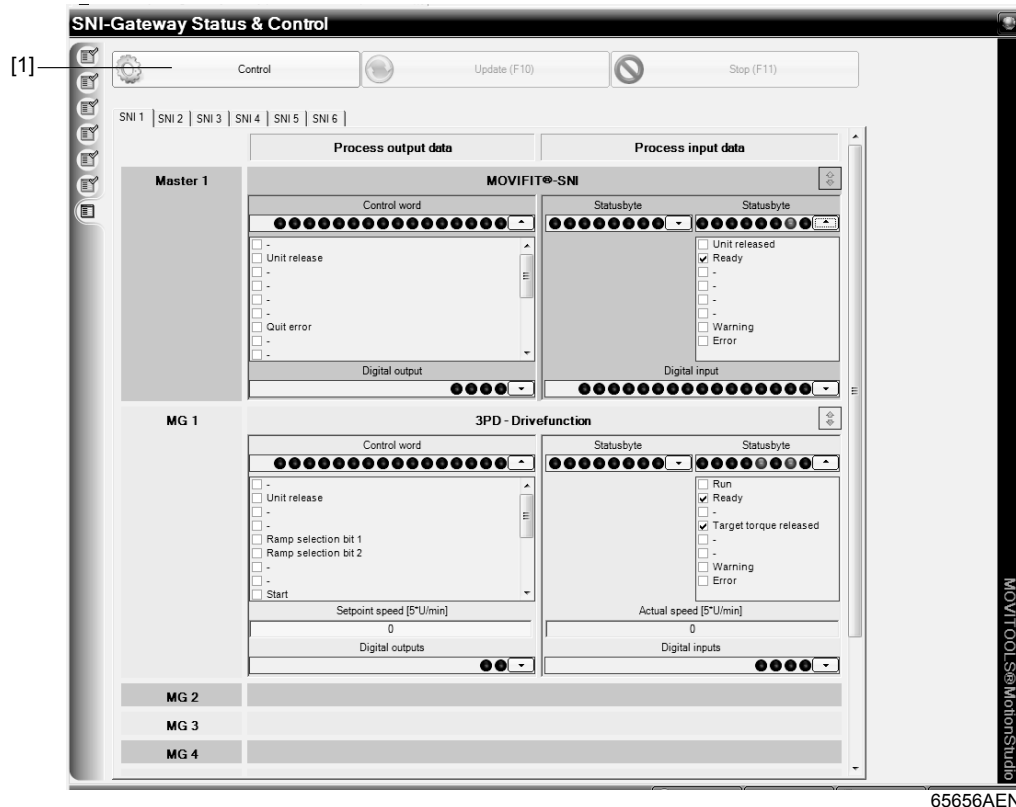 SNI-Gateway Status & Control
[1]
Control
Update (F10)
Stop (F11)
SNI 1 SNI 2 SNI 3 SNI 4 SNI 5 SNI 6
Process output data
Process input data
Master 1
MOVIFIT®-SNI
Control word
Statusbyte
Statusbyte
-
Unit release
-
-
-
-
Quit error
-
-
Unit released
Ready
-
-
-
-
Warning
Error
Digital output
Digital input
MG 1
3PD - Drivefunction
Control word
Statusbyte
Statusbyte
-
Unit release
-
-
Ramp selection bit 1
Ramp selection bit 2
-
-
Start
Run
Ready
-
Target torque released
-
-
Warning
Error
Setpoint speed [5*U/min]
Actual speed [5*U/min]
0
0
Digital outputs
Digital inputs
MG 2
MG 3
MG 4
MOVITOOLS®MotionStudio
65656AEN